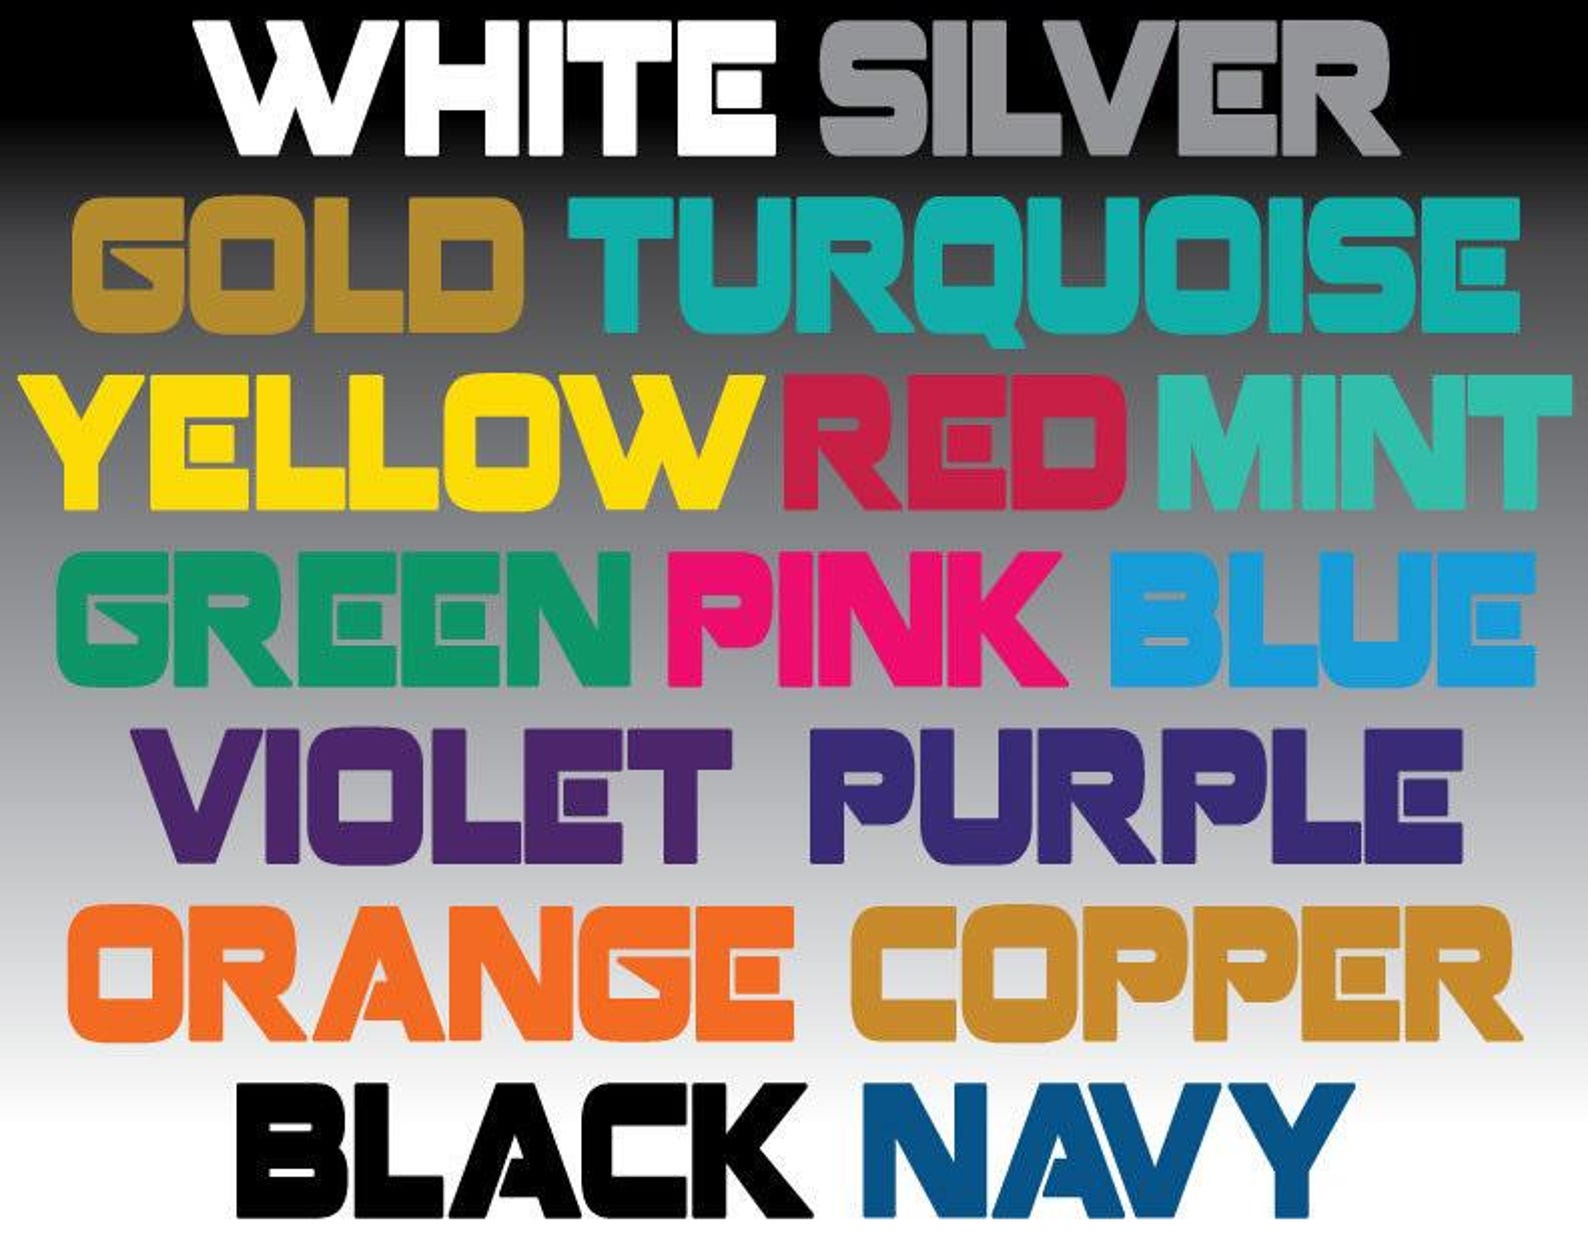 WHITE SILVER
GOLD TURQUOISE
YELLOW RED MINT
GREEN PINK BLUE
VIOLET PURPLE
ORANGE COPPER
BLACK NAVY